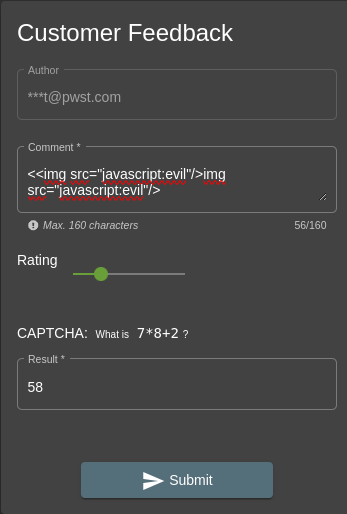 Customer Feedback
Author
***t@pwst.com
Comment *
<<img src="javascript:evil"/>img
src="javascript:evil"/>
Max. 160 characters 56/160
Rating
CAPTCHA: What is 7*8+2 ?
Result *
58
Submit